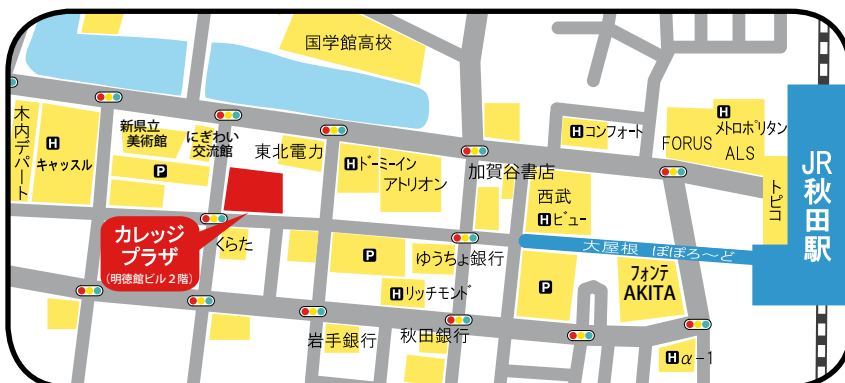 国学館高校
木内デパート
H
キャッスル
新県立
美術館
にぎわい
交流館
P
東北電力
H ドーミーイン
アトリオン
加賀谷書店
H コンフォート
FORUS
H
メトロポリタン
ALS
トピコ
JR秋田駅
西武
H ビュー
大屋根 ぽぽろ〜ど
カレッジ
プラザ
(明徳館ビル2階)
くらた
P
ゆうちょ銀行
H リッチモンド
P
フォンテ
AKITA
岩手銀行
秋田銀行
H α-1